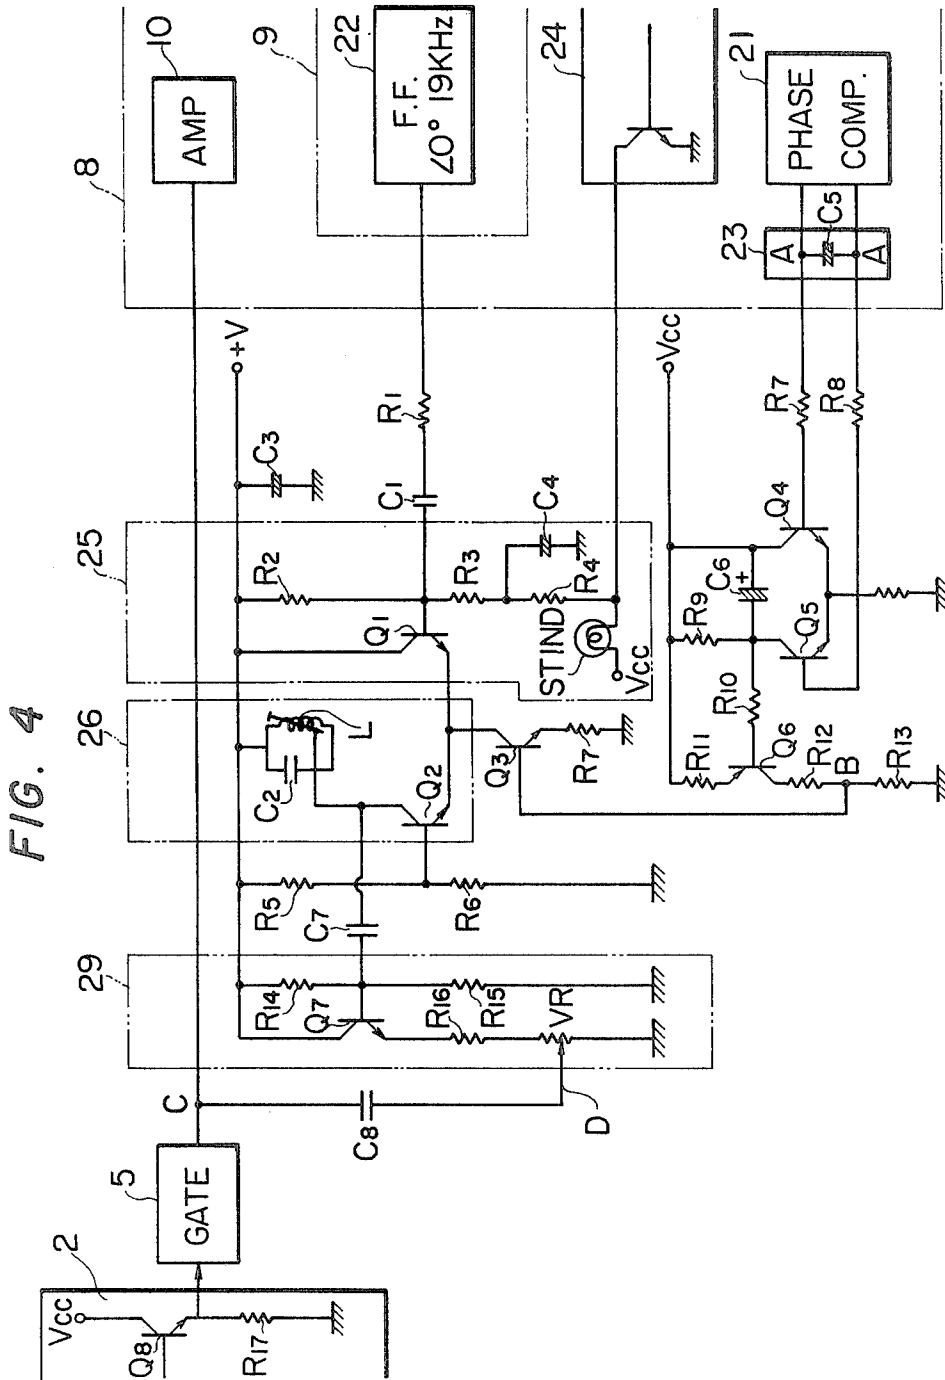 FIG. 4
2
Vcc
Q8
R17
5
GATE
C
C8
D
29
R14
Q7
R16
R15
VR
R5
C7
R6
26
C2
L
Q2
Q3
R7
25
R2
Q1
R3
R4
C4
STIND
Vcc
C3
+V
C1
R1
8
10
AMP
9
22
F.F.
∠0° 19KHz
24
21
PHASE
COMP.
23
A
C5
A
Vcc
R7
R8
Q4
C6
+
Q5
R9
R10
R11
Q6
R12
B
R13